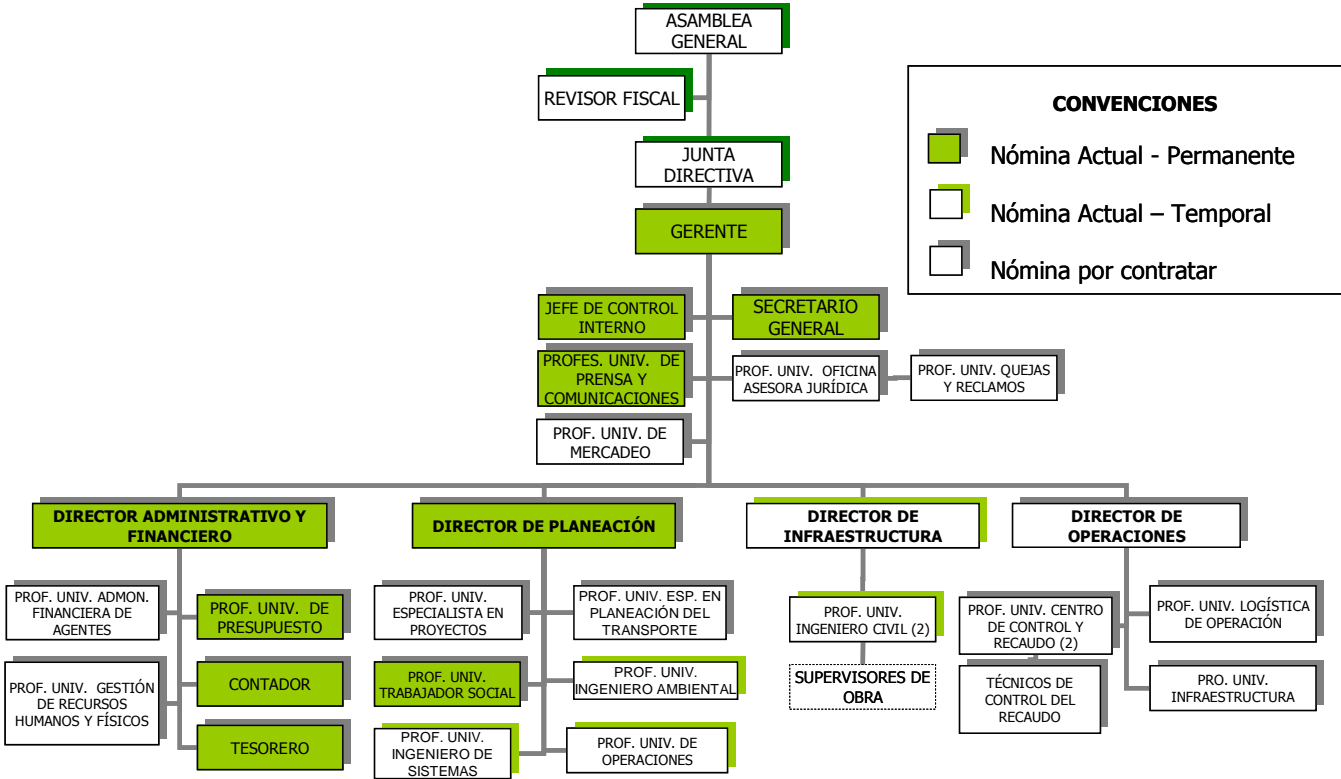 ASAMBLEA
GENERAL
REVISOR FISCAL
JUNTA
DIRECTIVA
GERENTE
CONVENCIONES
Nómina Actual - Permanente
Nómina Actual – Temporal
Nómina por contratar
JEFE DE CONTROL
INTERNO
SECRETARIO
GENERAL
PROFES. UNIV. DE
PRENSA Y
COMUNICACIONES
PROF. UNIV. OFICINA
ASESORA JURÍDICA
PROF. UNIV. QUEJAS
Y RECLAMOS
PROF. UNIV. DE
MERCADEO
DIRECTOR ADMINISTRATIVO Y
FINANCIERO
DIRECTOR DE PLANEACIÓN
DIRECTOR DE
INFRAESTRUCTURA
DIRECTOR DE
OPERACIONES
PROF. UNIV. ADMON.
FINANCIERA DE
AGENTES
PROF. UNIV. DE
PRESUPUESTO
PROF. UNIV. GESTIÓN
DE RECURSOS
HUMANOS Y FÍSICOS
CONTADOR
TESORERO
PROF. UNIV.
ESPECIALISTA EN
PROYECTOS
PROF. UNIV. ESP. EN
PLANEACIÓN DEL
TRANSPORTE
PROF. UNIV.
TRABAJADOR SOCIAL
PROF. UNIV.
INGENIERO AMBIENTAL
PROF. UNIV.
INGENIERO DE
SISTEMAS
PROF. UNIV. DE
OPERACIONES
PROF. UNIV.
INGENIERO CIVIL (2)
SUPERVISORES DE
OBRA
PROF. UNIV. CENTRO
DE CONTROL Y
RECAUDO (2)
TÉCNICOS DE
CONTROL DEL
RECAUDO
PROF. UNIV. LOGÍSTICA
DE OPERACIÓN
PRO. UNIV.
INFRAESTRUCTURA